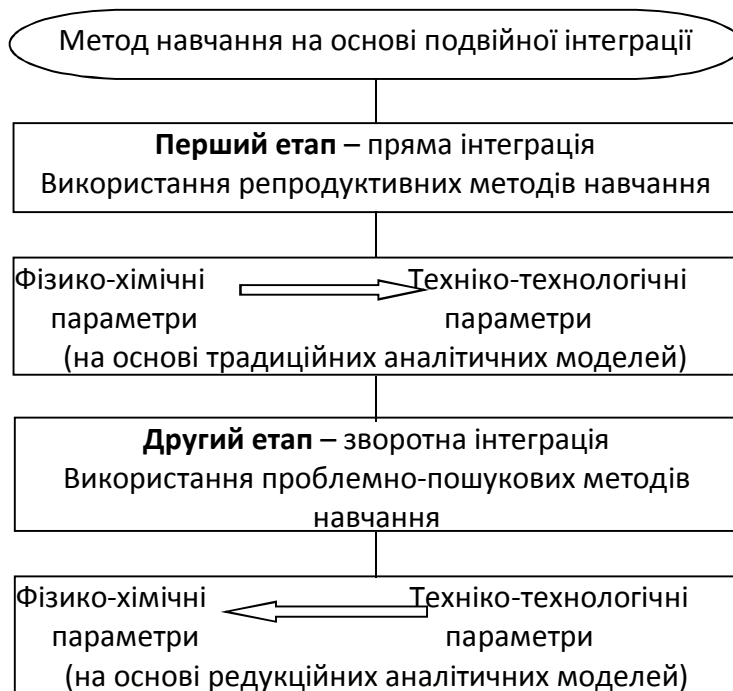 Метод навчання на основі подвійної інтеграції
Перший етап – пряма інтеграція
Використання репродуктивних методів навчання
Фізико-хімічні Техніко-технологічні
параметри параметри
(на основі традиційних аналітичних моделей)
Другий етап – зворотна інтеграція
Використання проблемно-пошукових методів
навчання
Фізико-хімічні Техніко-технологічні
параметри параметри
(на основі редукційних аналітичних моделей)